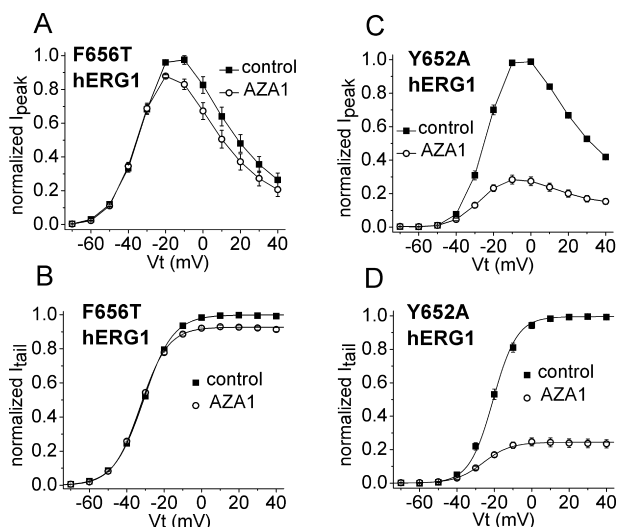 A
F656T
hERG1
control
AZA1
normalized Ipeak
1.0
0.8
0.6
0.4
0.2
0.0
-60 -40 -20 0 20 40
Vt (mV)
C
Y652A
hERG1
control
AZA1
normalized Ipeak
1.0
0.8
0.6
0.4
0.2
0.0
-60 -40 -20 0 20 40
Vt (mV)
B
F656T
hERG1
control
AZA1
normalized Itail
1.0
0.8
0.6
0.4
0.2
0.0
-60 -40 -20 0 20 40
Vt (mV)
D
Y652A
hERG1
control
AZA1
normalized Itail
1.0
0.8
0.6
0.4
0.2
0.0
-60 -40 -20 0 20 40
Vt (mV)